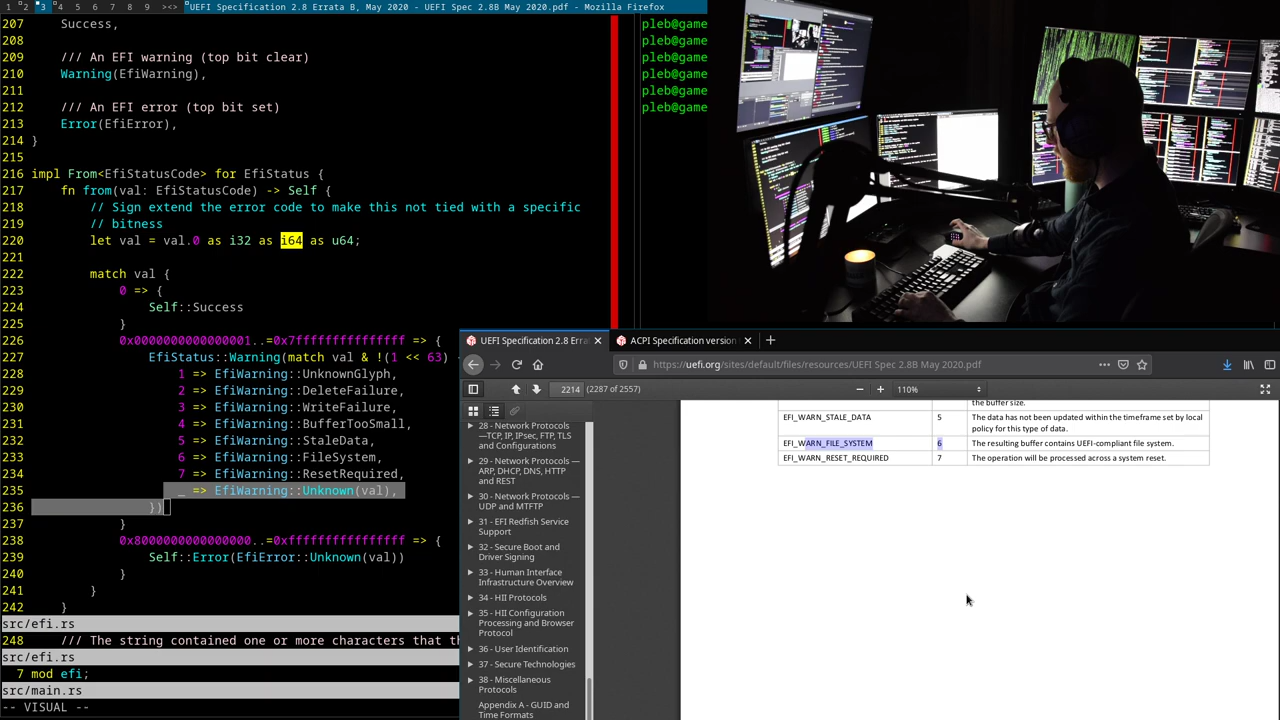 1 2 3 4 5 6 7 8 9 ><> UEFI Specification 2.8 Errata B, May 2020 - UEFI Spec 2.8B May 2020.pdf - Mozilla Firefox
207 Success,
208
209 /// An EFI warning (top bit clear)
210 Warning(EfiWarning),
211
212 /// An EFI error (top bit set)
213 Error(EfiError),
214 }
215
216 impl From<EfiStatusCode> for EfiStatus {
217 fn from(val: EfiStatusCode) -> Self {
218 // Sign extend the error code to make this not tied with a specific
219 // bitness
220 let val = val.0 as i32 as i64 as u64;
221
222 match val {
223 0 => {
224 Self::Success
225 }
226 0x0000000000000001..=0x7fffffffffffffff => {
227 EfiStatus::Warning(match val & !(1 << 63)
228 1 => EfiWarning::UnknownGlyph,
229 2 => EfiWarning::DeleteFailure,
230 3 => EfiWarning::WriteFailure,
231 4 => EfiWarning::BufferTooSmall,
232 5 => EfiWarning::StaleData,
233 6 => EfiWarning::FileSystem,
234 7 => EfiWarning::ResetRequired,
235 _ => EfiWarning::Unknown(val),
236 })
237 }
238 0x8000000000000000..=0xffffffffffffffff => {
239 Self::Error(EfiError::Unknown(val))
240 }
241 }
242 }
src/efi.rs
248 /// The string contained one or more characters that th
src/efi.rs
7 mod efi;
src/main.rs
-- VISUAL --
pleb@game
pleb@game
pleb@game
pleb@game
pleb@game
pleb@game
UEFI Specification 2.8 Erra
ACPI Specification version
https://uefi.org/sites/default/files/resources/UEFI Spec 2.8B May 2020.pdf
2214 (2287 of 2557)
110%
28 - Network Protocols
—TCP, IP, IPsec, FTP, TLS
and Configurations
29 - Network Protocols —
ARP, DHCP, DNS, HTTP
and REST
30 - Network Protocols —
UDP and MTFTP
31 - EFI Redfish Service
Support
32 - Secure Boot and
Driver Signing
33 - Human Interface
Infrastructure Overview
34 - HII Protocols
35 - HII Configuration
Processing and Browser
Protocol
36 - User Identification
37 - Secure Technologies
38 - Miscellaneous
Protocols
Appendix A - GUID and
Time Formats
the buffer size.
EFI_WARN_STALE_DATA 5 The data has not been updated within the timeframe set by local
policy for this type of data.
EFI_WARN_FILE_SYSTEM 6 The resulting buffer contains UEFI-compliant file system.
EFI_WARN_RESET_REQUIRED 7 The operation will be processed across a system reset.